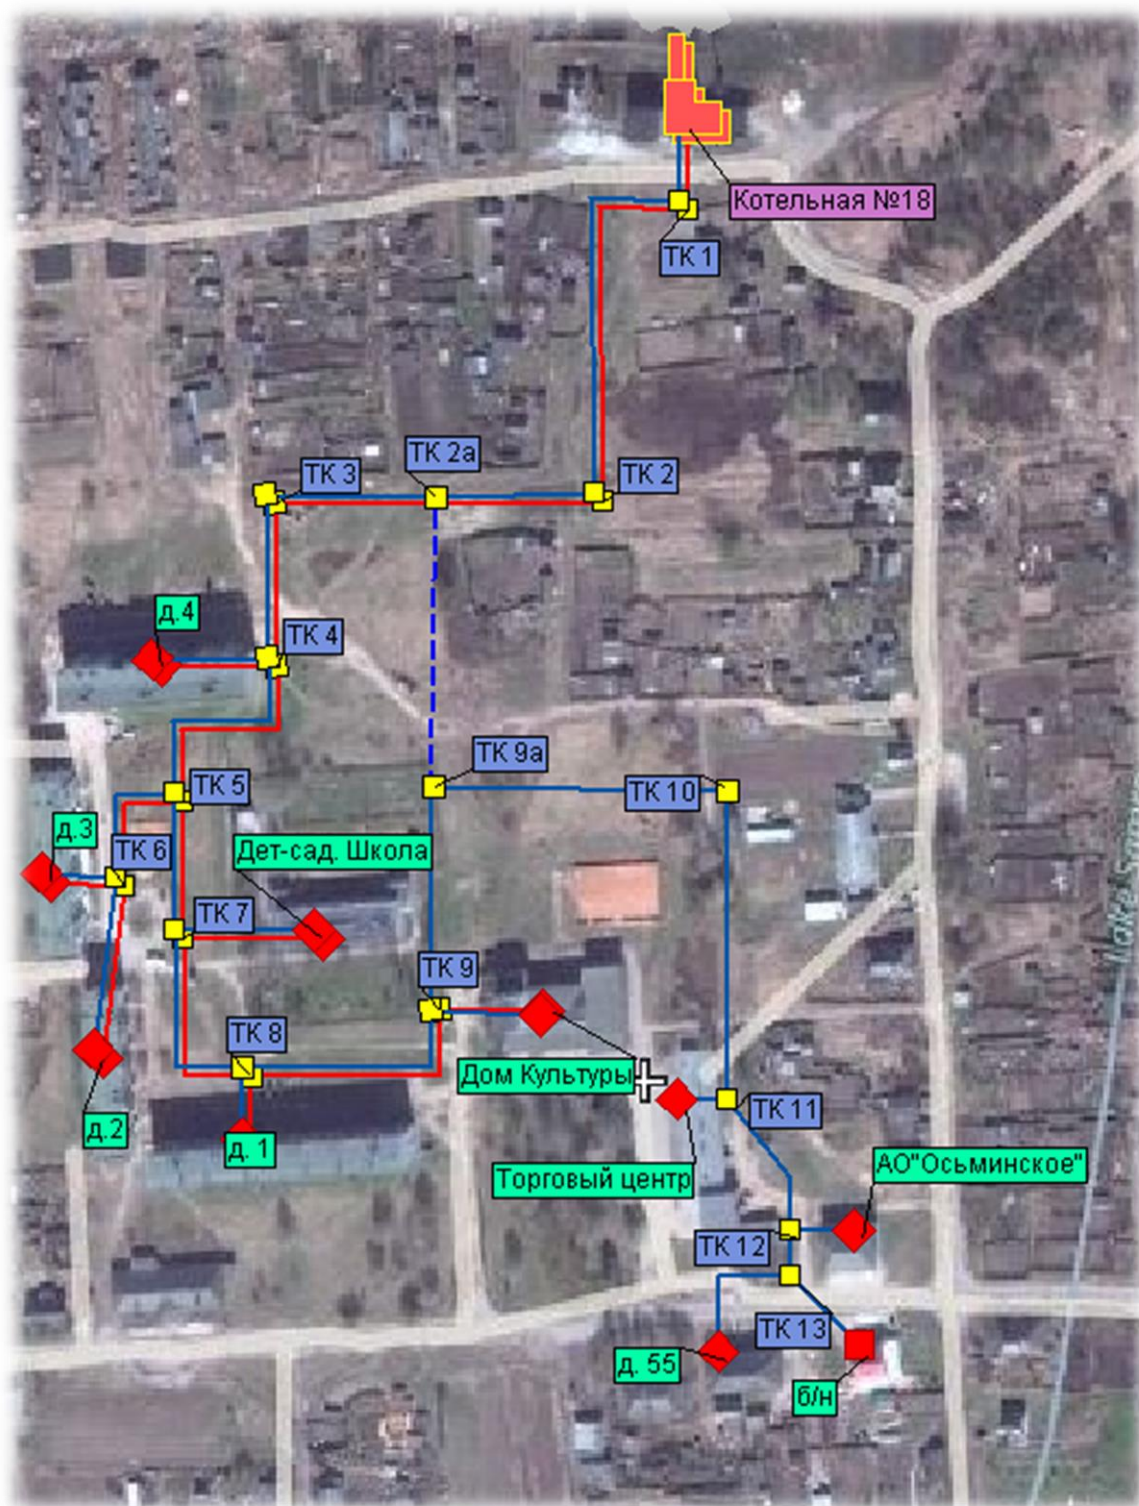 Котельная №18
ТК 1
ТК 2а
ТК 3
ТК 2
д.4
ТК 4
ТК 9а
ТК 5
ТК 10
д.3
ТК 6
Дет-сад. Школа
ТК 7
ТК 9
ТК 8
Дом Культуры
ТК 11
д.2
д. 1
Торговый центр
АО"Осьминское"
ТК 12
ТК 13
д. 55
б/н